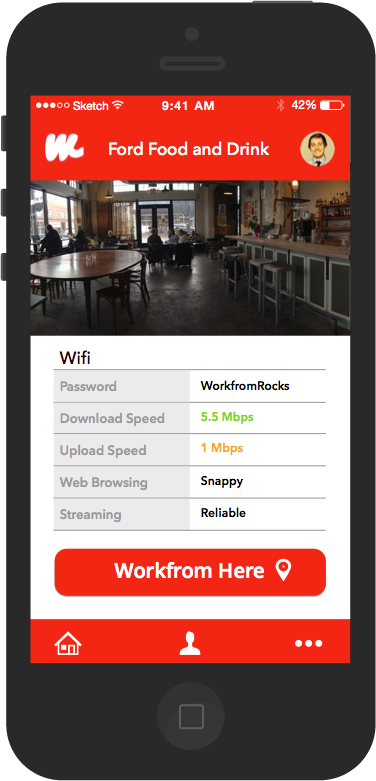 Sketch 9:41 AM 42%
Ford Food and Drink
Wifi
Password WorkfromRocks
Download Speed 5.5 Mbps
Upload Speed 1 Mbps
Web Browsing Snappy
Streaming Reliable
Workfrom Here